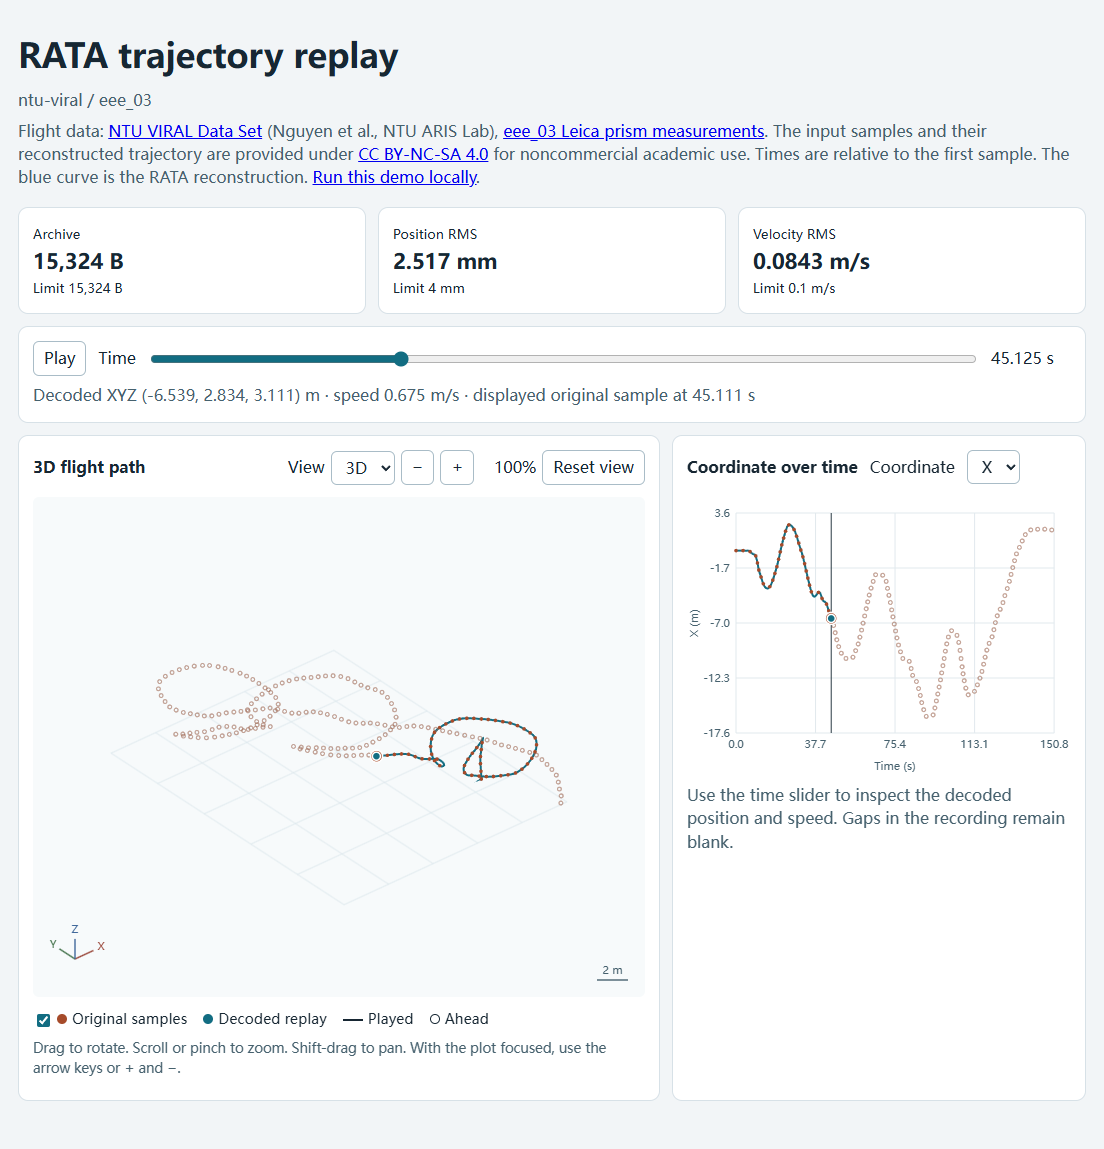 RATA trajectory replay
ntu-viral / eee_03
Flight data: NTU VIRAL Data Set (Nguyen et al., NTU ARIS Lab), eee_03 Leica prism measurements. The input samples and their
reconstructed trajectory are provided under CC BY-NC-SA 4.0 for noncommercial academic use. Times are relative to the first sample. The
blue curve is the RATA reconstruction. Run this demo locally.
Archive
15,324 B
Limit 15,324 B
Position RMS
2.517 mm
Limit 4 mm
Velocity RMS
0.0843 m/s
Limit 0.1 m/s
Play Time 45.125 s
Decoded XYZ (-6.539, 2.834, 3.111) m · speed 0.675 m/s · displayed original sample at 45.111 s
3D flight path View 3D − + 100% Reset view
Z
Y X
2 m
Original samples Decoded replay Played Ahead
Drag to rotate. Scroll or pinch to zoom. Shift-drag to pan. With the plot focused, use the
arrow keys or + and −.
Coordinate over time Coordinate X
3.6
-1.7
-7.0
-12.3
-17.6
X (m)
0.0 37.7 75.4 113.1 150.8
Time (s)
Use the time slider to inspect the decoded
position and speed. Gaps in the recording remain
blank.